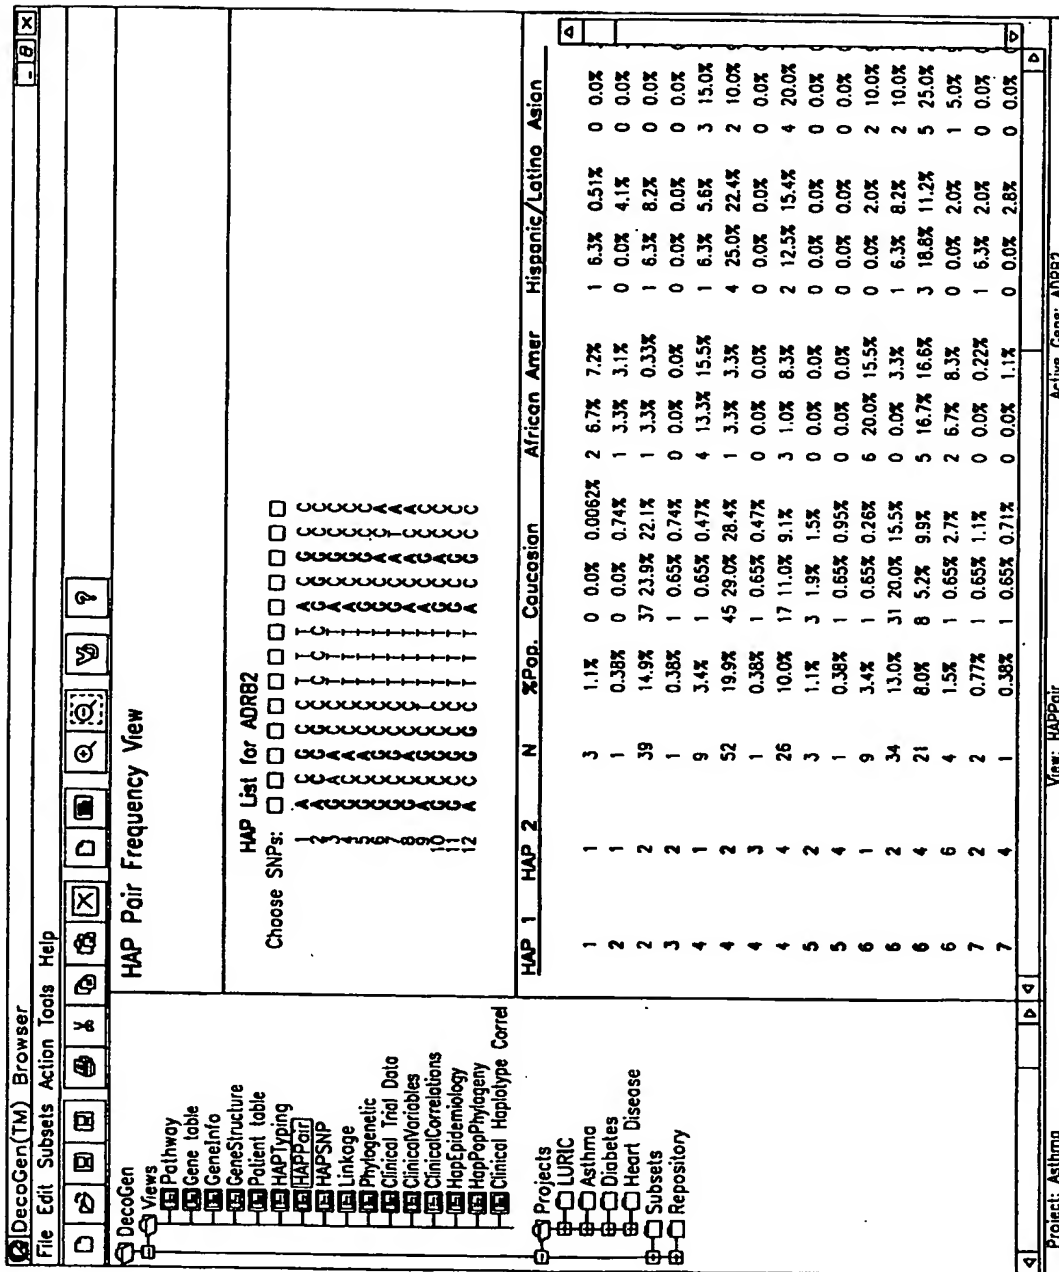 DecoGen(TM) Browser
File Edit Subsets Action Tools Help
DecoGen
Views
Pathway
Gene table
GeneInfo
GeneStructure
Patient table
HAPTyping
HAPPair
HAPSNP
Linkage
Phylogenetic
Clinical Trial Data
ClinicalVariables
ClinicalCorrelations
HapEpidemiology
HapPopPhylogeny
Clinical Haplotype Correl
Projects
LURIC
Asthma
Diabetes
Heart Disease
Subsets
Repository
HAP Pair Frequency View
HAP List for ADRB2
Choose SNPs:
1
2
3
4
5
6
7
8
9
10
11
12
HAP 1 HAP 2 N %Pop. Caucasian African Amer Hispanic/Latino Asian
1 1 3 1.1% 0 0.0% 0.0062% 2 6.7% 7.2% 1 6.3% 0.51% 0 0.0%
2 1 1 0.38% 0 0.0% 0.74% 1 3.3% 3.1% 0 0.0% 4.1% 0 0.0%
2 2 39 14.9% 37 23.9% 22.1% 1 3.3% 0.33% 1 6.3% 8.2% 0 0.0%
3 2 1 0.38% 1 0.65% 0.74% 0 0.0% 0.0% 0 0.0% 0.0% 0 0.0%
4 1 9 3.4% 1 0.65% 0.47% 4 13.3% 15.5% 1 6.3% 5.6% 3 15.0%
4 2 52 19.9% 45 29.0% 28.4% 1 3.3% 3.3% 4 25.0% 22.4% 2 10.0%
4 3 1 0.38% 1 0.65% 0.47% 0 0.0% 0.0% 0 0.0% 0.0% 0 0.0%
4 4 26 10.0% 17 11.0% 9.1% 3 1.0% 8.3% 2 12.5% 15.4% 4 20.0%
5 2 3 1.1% 3 1.9% 1.5% 0 0.0% 0.0% 0 0.0% 0.0% 0 0.0%
5 4 1 0.38% 1 0.65% 0.95% 0 0.0% 0.0% 0 0.0% 0.0% 0 0.0%
6 1 9 3.4% 1 0.65% 0.26% 6 20.0% 15.5% 0 0.0% 2.0% 2 10.0%
6 2 34 13.0% 31 20.0% 15.5% 0 0.0% 3.3% 1 6.3% 8.2% 2 10.0%
6 4 21 8.0% 8 5.2% 9.9% 5 16.7% 16.6% 3 18.8% 11.2% 5 25.0%
6 6 4 1.5% 1 0.65% 2.7% 2 6.7% 8.3% 0 0.0% 2.0% 1 5.0%
7 2 2 0.77% 1 0.65% 1.1% 0 0.0% 0.22% 1 6.3% 2.0% 0 0.0%
7 4 1 0.38% 1 0.65% 0.71% 0 0.0% 1.1% 0 0.0% 2.8% 0 0.0%
Project: Asthma View: HAPPair Active Gene: ADRB2